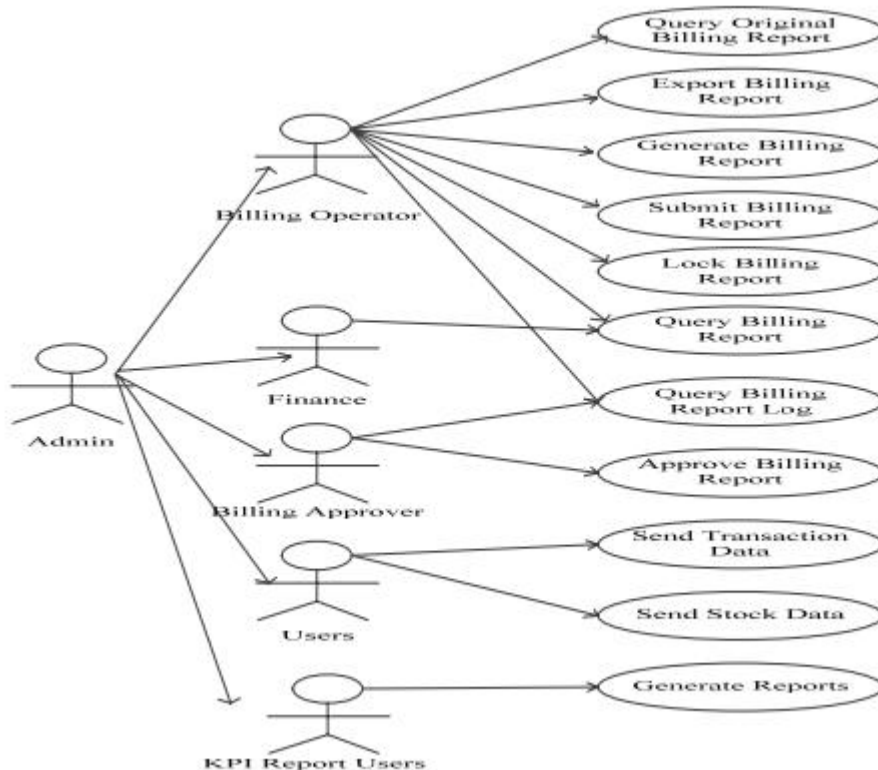 Query Original
Billing Report
Export Billing
Report
Generate Billing
Report
Submit Billing
Report
Billing Operator
Lock Billing
Report
Query Billing
Report
Finance
Query Billing
Report Log
Admin
Approve Billing
Report
Billing Approver
Send Transaction
Data
Send Stock Data
Users
Generate Reports
KPI Report Users